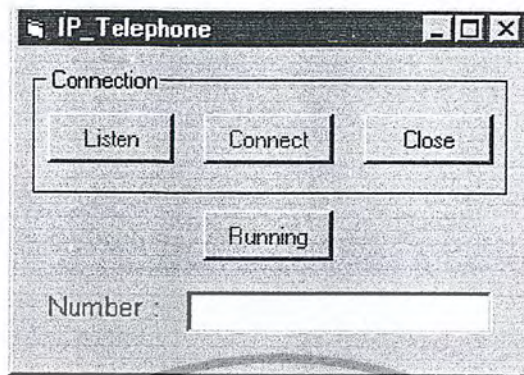 IP_Telephone
Connection
Listen Connect Close
Running
Number :